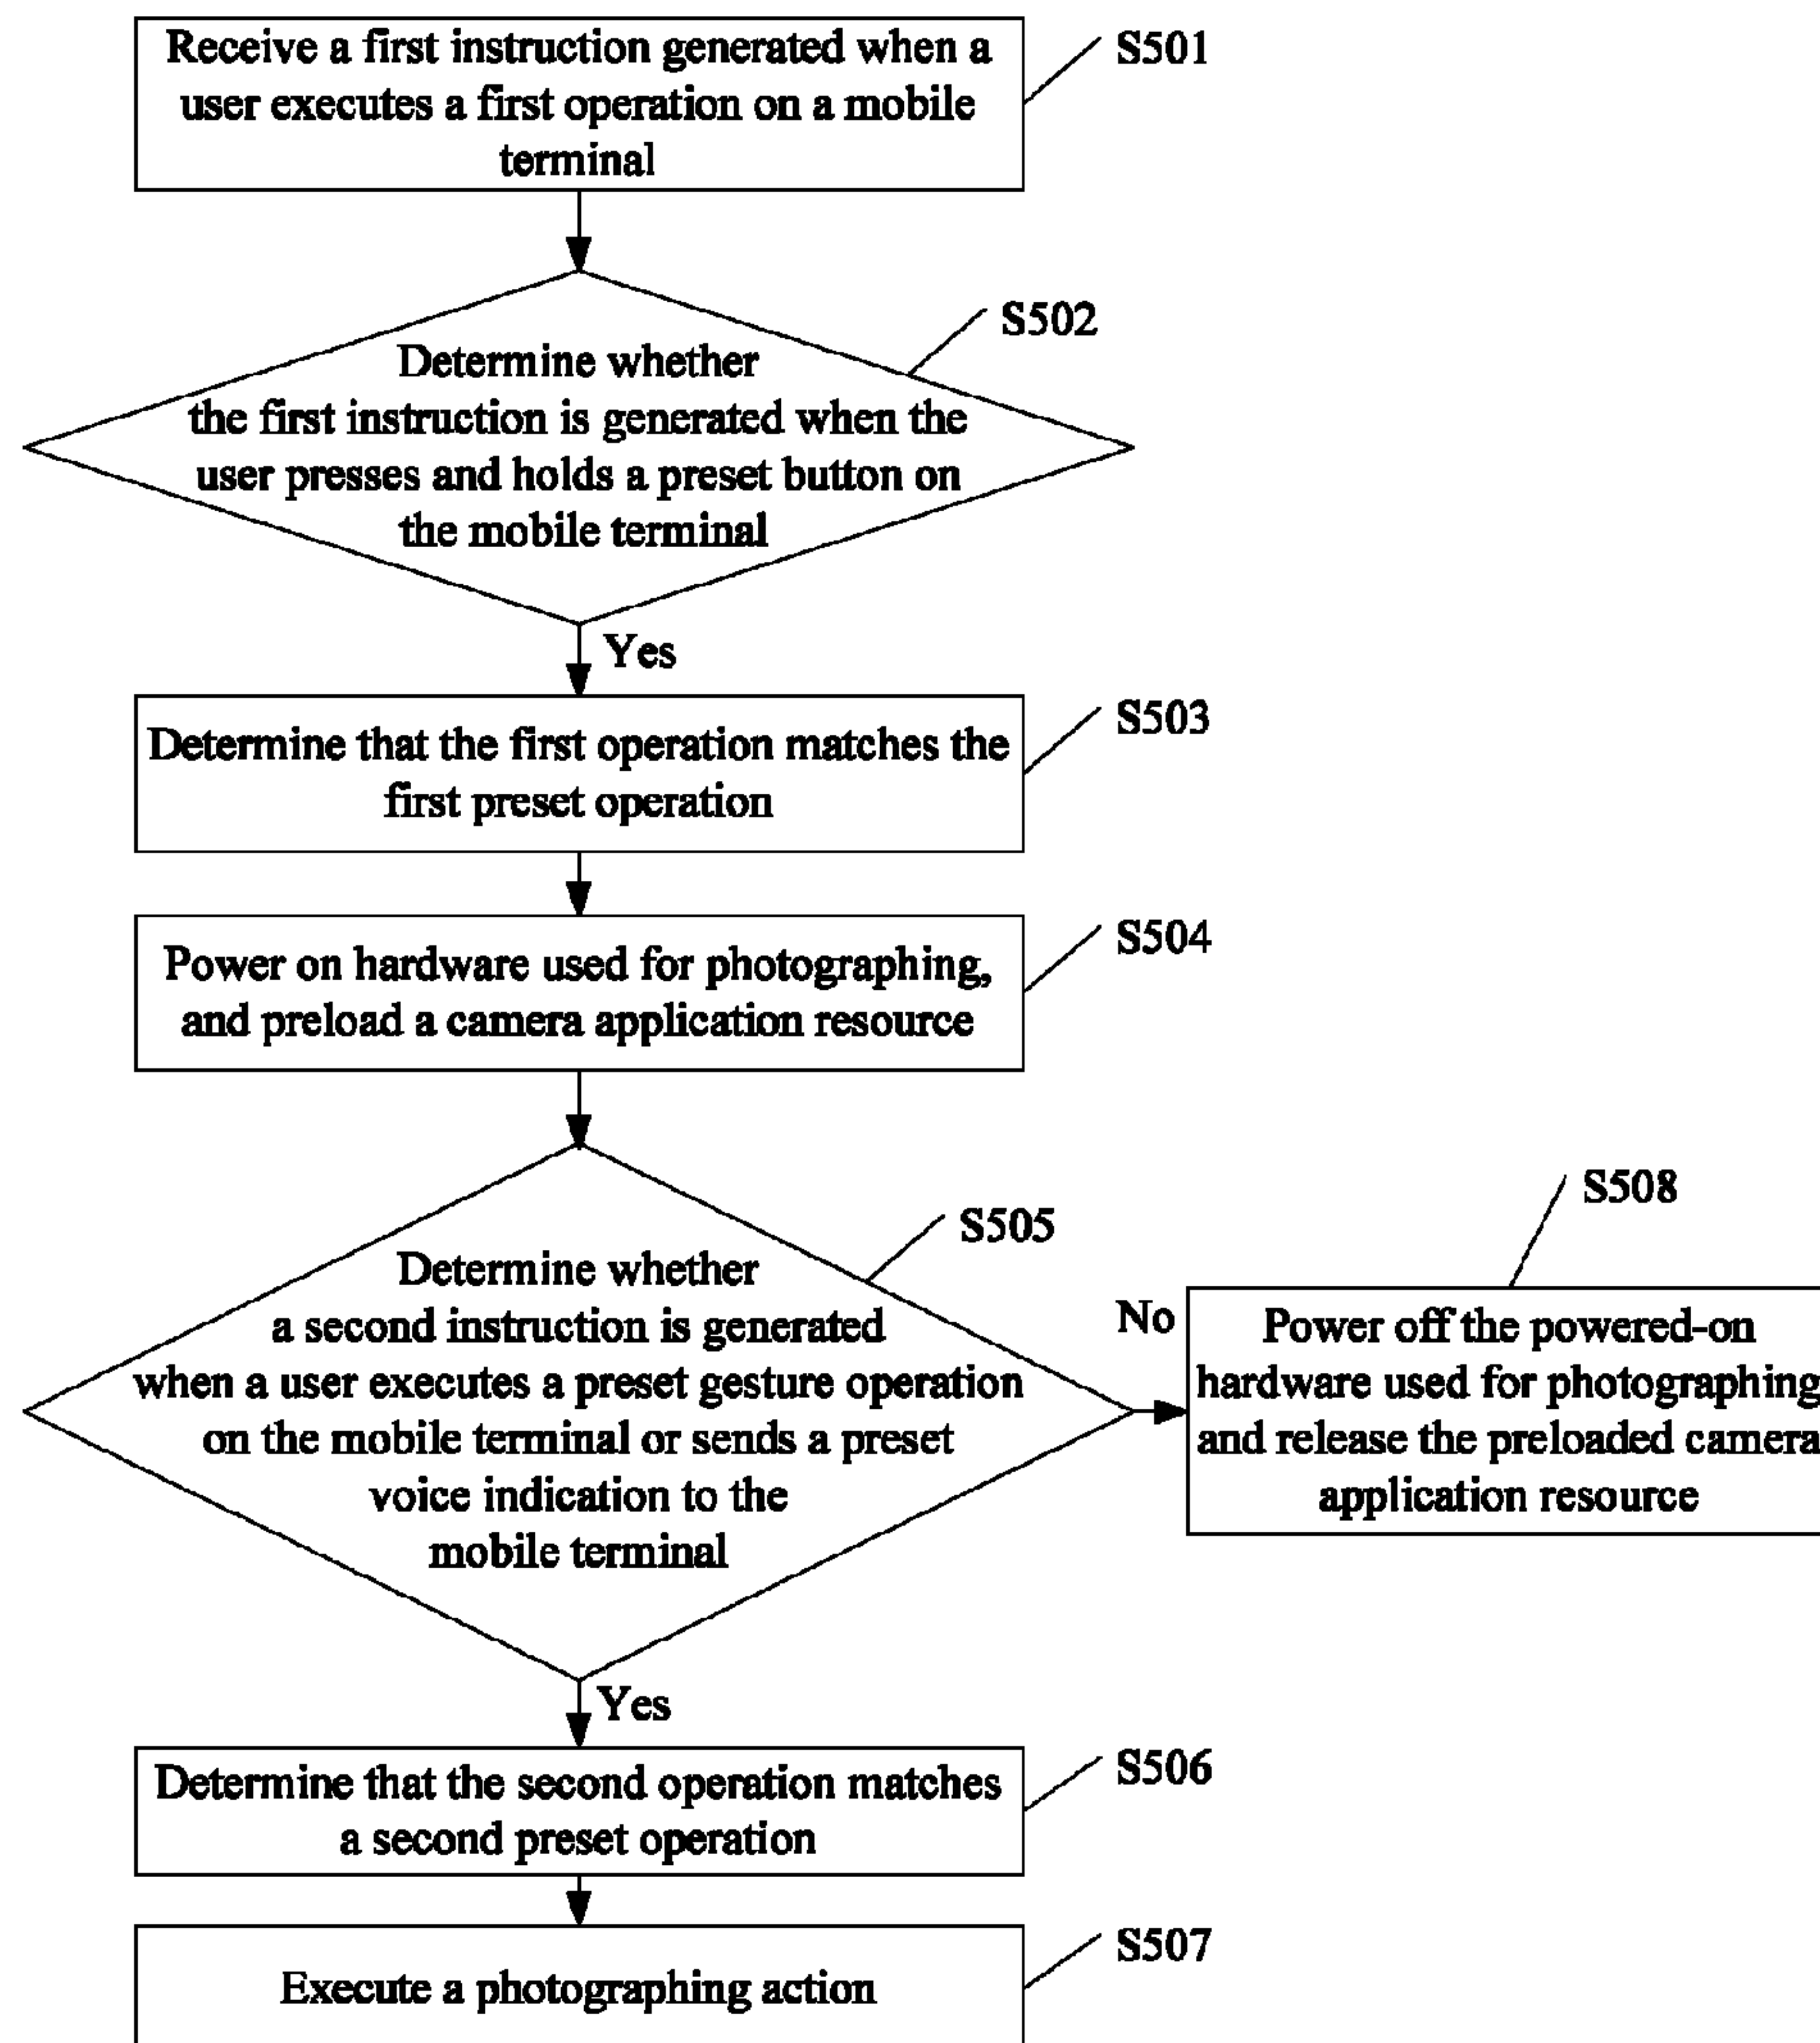 Receive a first instruction generated when a
user executes a first operation on a mobile
terminal
S501
S502
Determine whether
the first instruction is generated when the
user presses and holds a preset button on
the mobile terminal
Yes
S503
Determine that the first operation matches the
first preset operation
S504
Power on hardware used for photographing,
and preload a camera application resource
S505
Determine whether
a second instruction is generated
when a user executes a preset gesture operation
on the mobile terminal or sends a preset
voice indication to the
mobile terminal
No
S508
Power off the powered-on
hardware used for photographing
and release the preloaded camera
application resource
Yes
S506
Determine that the second operation matches
a second preset operation
S507
Execute a photographing action